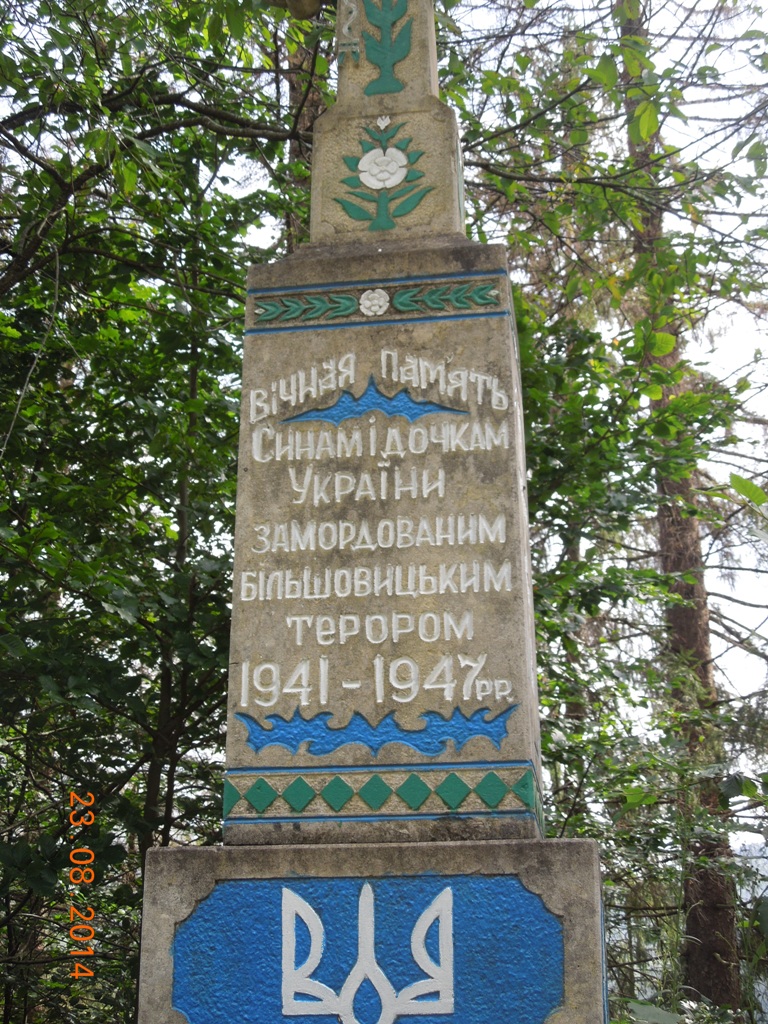 Вічная память
Синам і дочкам
України
замордованим
більшовицьким
терором
1941 - 1947 рр.
23 08 2014